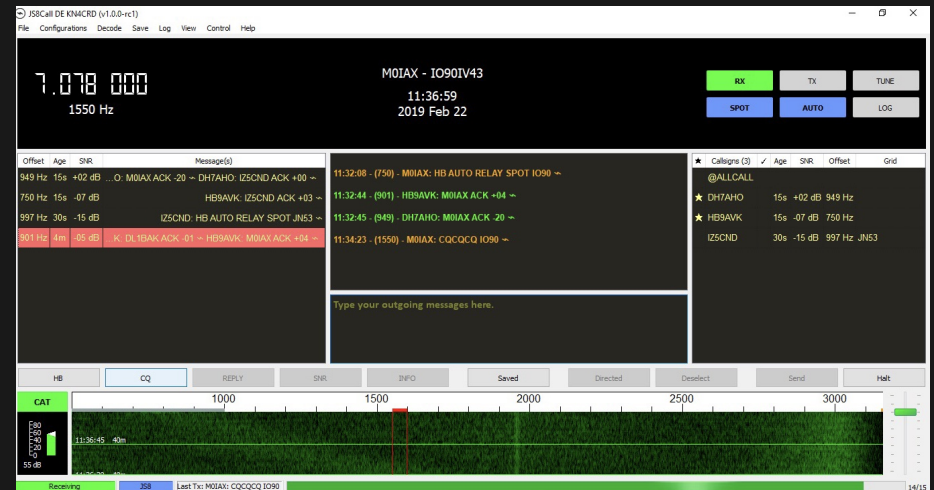 JS8Call DE KN4CRD (v1.0.0-rc1)
File Configurations Decode Save Log View Control Help
7.078 000
1550 Hz
M0IAX - IO90IV43
11:36:59
2019 Feb 22
RX TX TUNE
SPOT AUTO LOG
Offset Age SNR Message(s)
949 Hz 15s +02 dB ...O: M0IAX ACK -20 ~ DH7AHO: IZ5CND ACK +00 ~
750 Hz 15s -07 dB HB9AVK: IZ5CND ACK +03 ~
997 Hz 30s -15 dB IZ5CND: HB AUTO RELAY SPOT JN53 ~
901 Hz 4m -05 dB ...K: DL1BAK ACK -01 ~ HB9AVK: M0IAX ACK +04 ~
11:32:08 - (750) - M0IAX: HB AUTO RELAY SPOT IO90 ~
11:32:44 - (901) - HB9AVK: M0IAX ACK +04 ~
11:32:45 - (949) - DH7AHO: M0IAX ACK -20 ~
11:34:23 - (1550) - M0IAX: CQCQCQ IO90 ~
Type your outgoing messages here.
★ Callsigns (3) ✓ Age SNR Offset Grid
@ALLCALL
★ DH7AHO 15s +02 dB 949 Hz
★ HB9AVK 15s -07 dB 750 Hz
IZ5CND 30s -15 dB 997 Hz JN53
HB CQ REPLY SNR INFO Saved Directed Deselect Send Halt
CAT
1000 1500 2000 2500 3000
80
60
40
20
0
55 dB
11:36:45 40m
Receiving JS8 Last Tx: M0IAX: CQCQCQ IO90 14/15